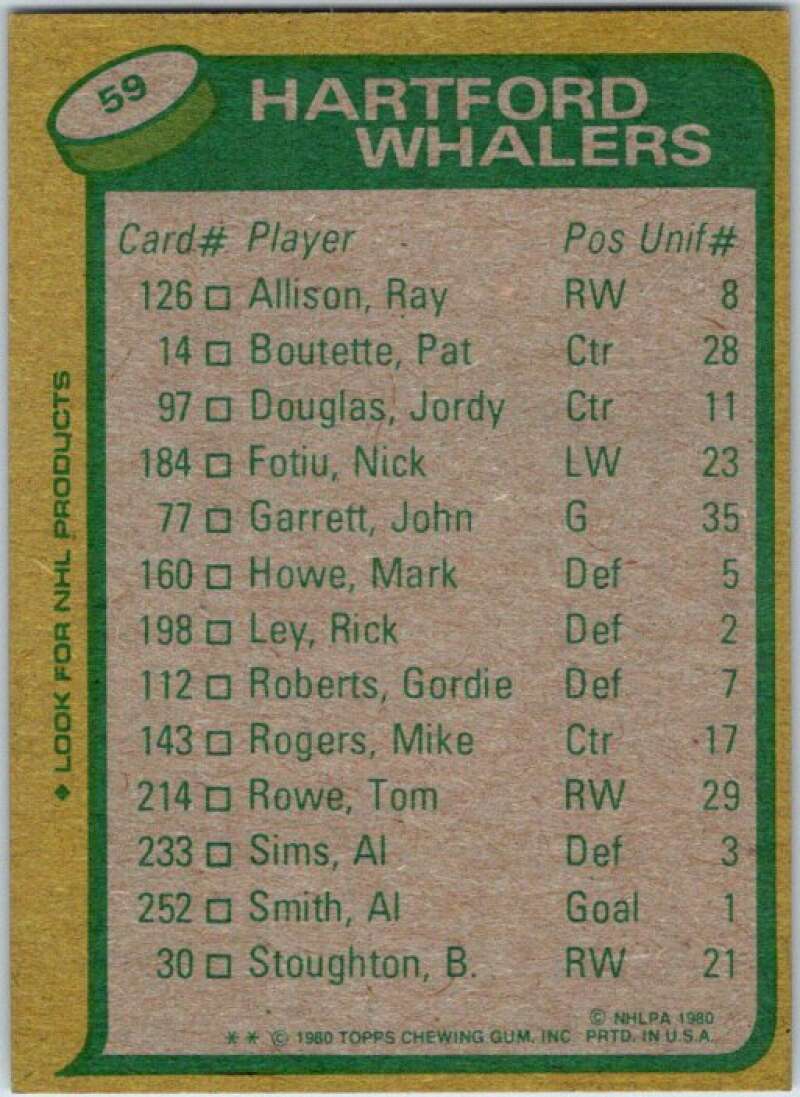 59
HARTFORD
WHALERS
Card# Player Pos Unif#
126 □ Allison, Ray RW 8
14 □ Boutette, Pat Ctr 28
97 □ Douglas, Jordy Ctr 11
184 □ Fotiu, Nick LW 23
77 □ Garrett, John G 35
160 □ Howe, Mark Def 5
198 □ Ley, Rick Def 2
112 □ Roberts, Gordie Def 7
143 □ Rogers, Mike Ctr 17
214 □ Rowe, Tom RW 29
233 □ Sims, Al Def 3
252 □ Smith, Al Goal 1
30 □ Stoughton, B. RW 21
© NHLPA 1980
** © 1980 TOPPS CHEWING GUM, INC PRTD. IN U.S.A.
◆ LOOK FOR NHL PRODUCTS